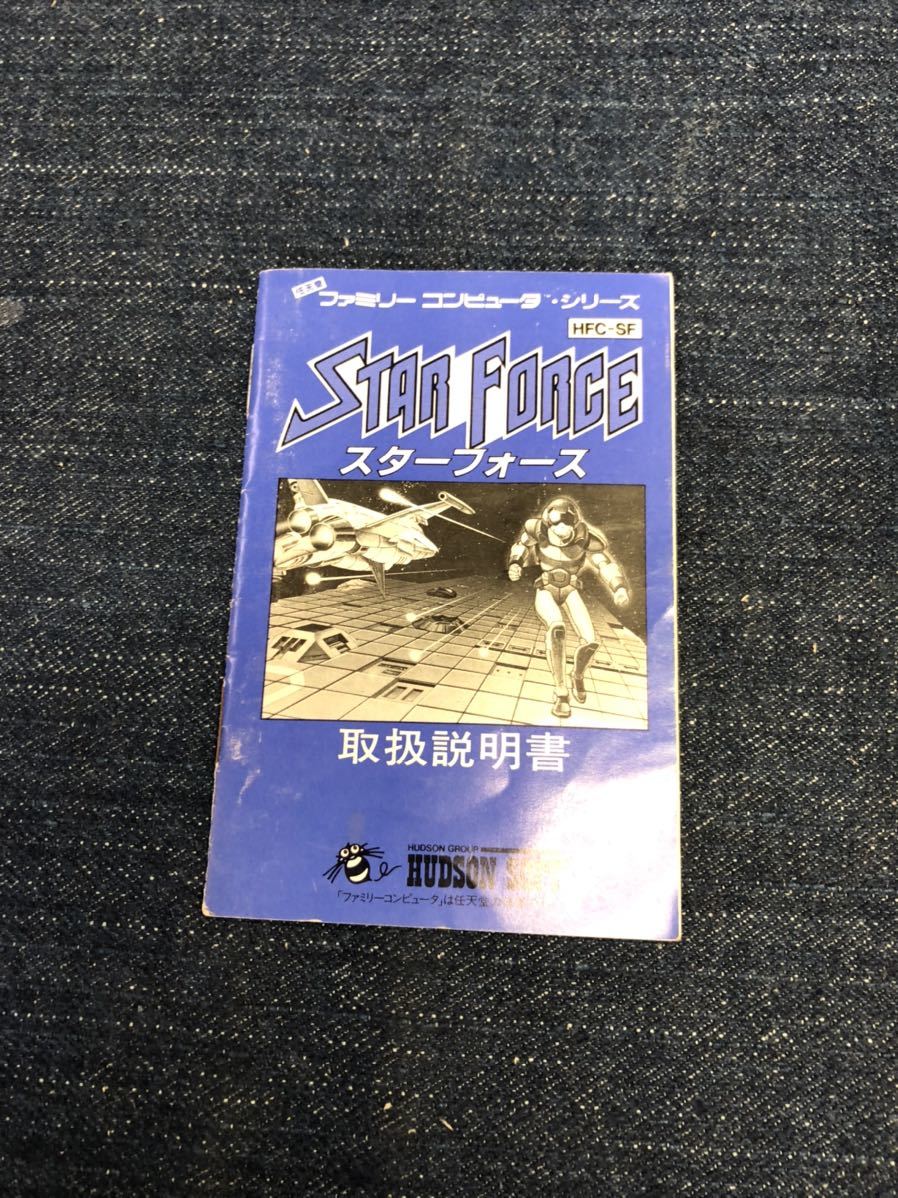 任天堂
ファミリー コンピュータ™・シリーズ
HFC-SF
STAR FORCE
スターフォース
取扱説明書
HUDSON GROUP
HUDSON
「ファミリーコンピュータ」は任天堂の